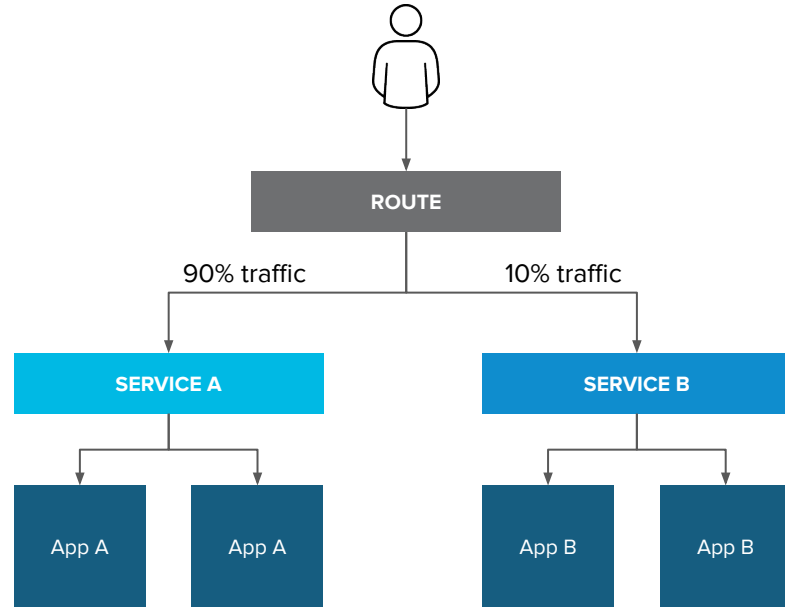 ROUTE
90% traffic
10% traffic
SERVICE A
SERVICE B
App A
App A
App B
App B